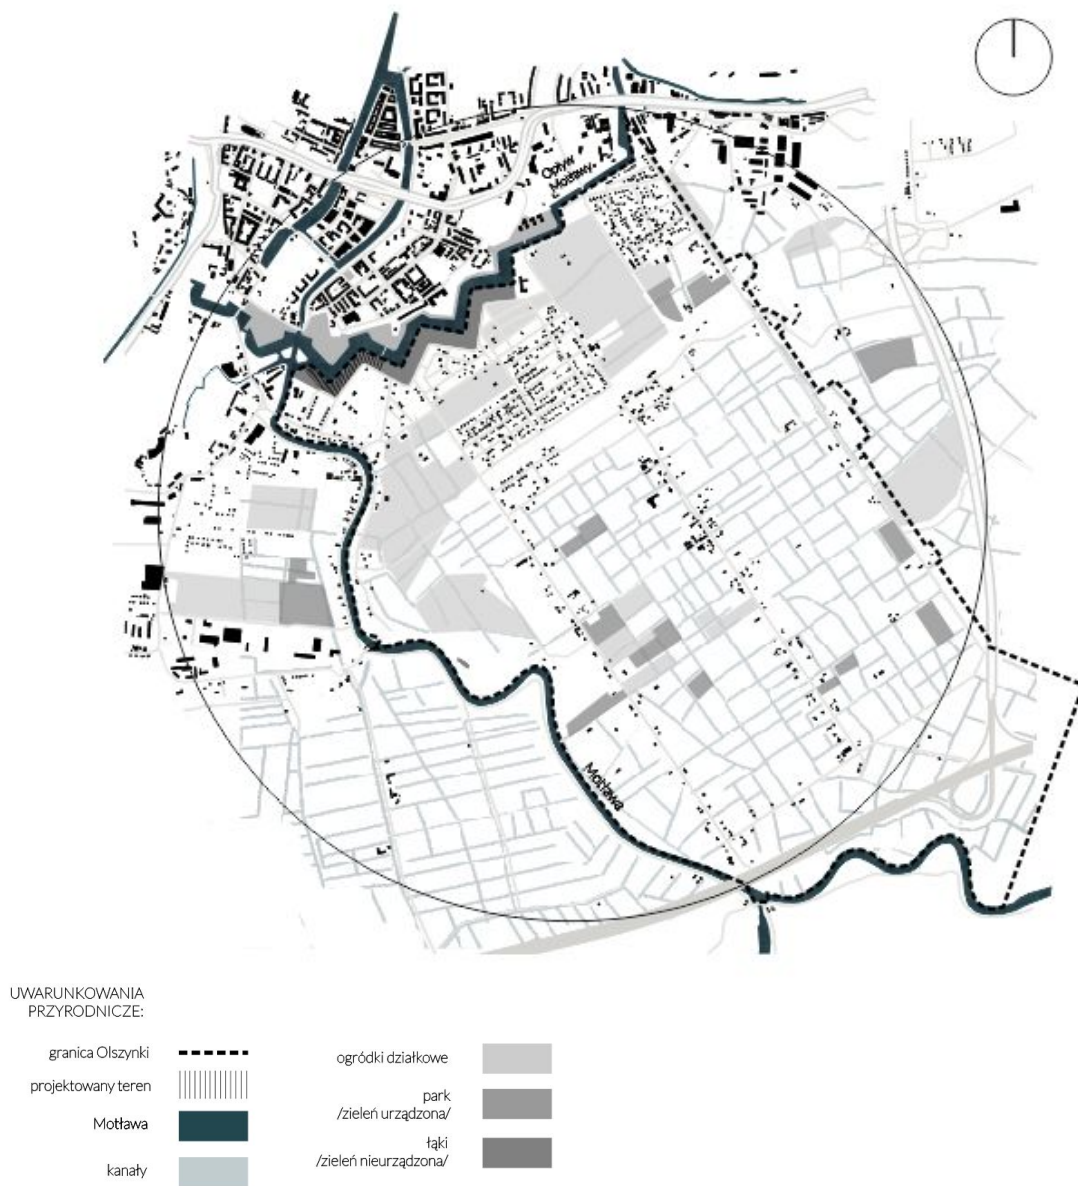 Opływ
Motławy
Motława
UWARUNKOWANIA
PRZYRODNICZE:
granica Olszynki
projektowany teren
Motława
kanały
ogródki działkowe
park
/zieleń urządzona/
łąki
/zieleń nieurządzona/